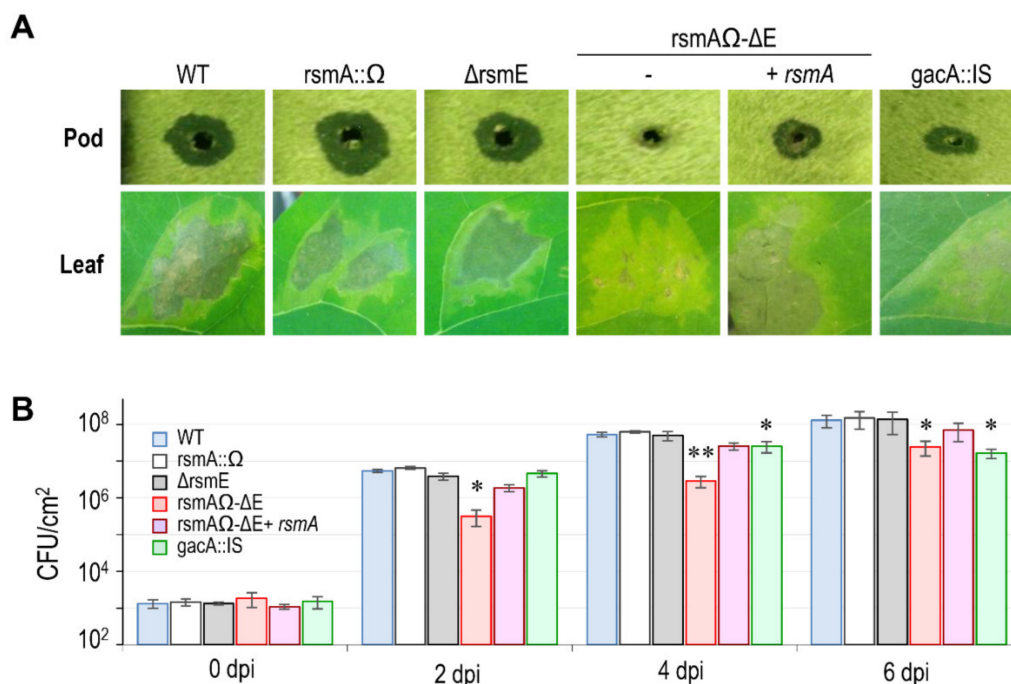 A
rsmAΩ-ΔE
WT
rsmA::Ω
ΔrsmE
-
+ rsmA
gacA::IS
Pod
Leaf
B
CFU/cm²
10⁸
10⁶
10⁴
10²
WT
rsmA::Ω
ΔrsmE
rsmAΩ-ΔE
rsmAΩ-ΔE+ rsmA
gacA::IS
*
**
*
*
*
0 dpi
2 dpi
4 dpi
6 dpi